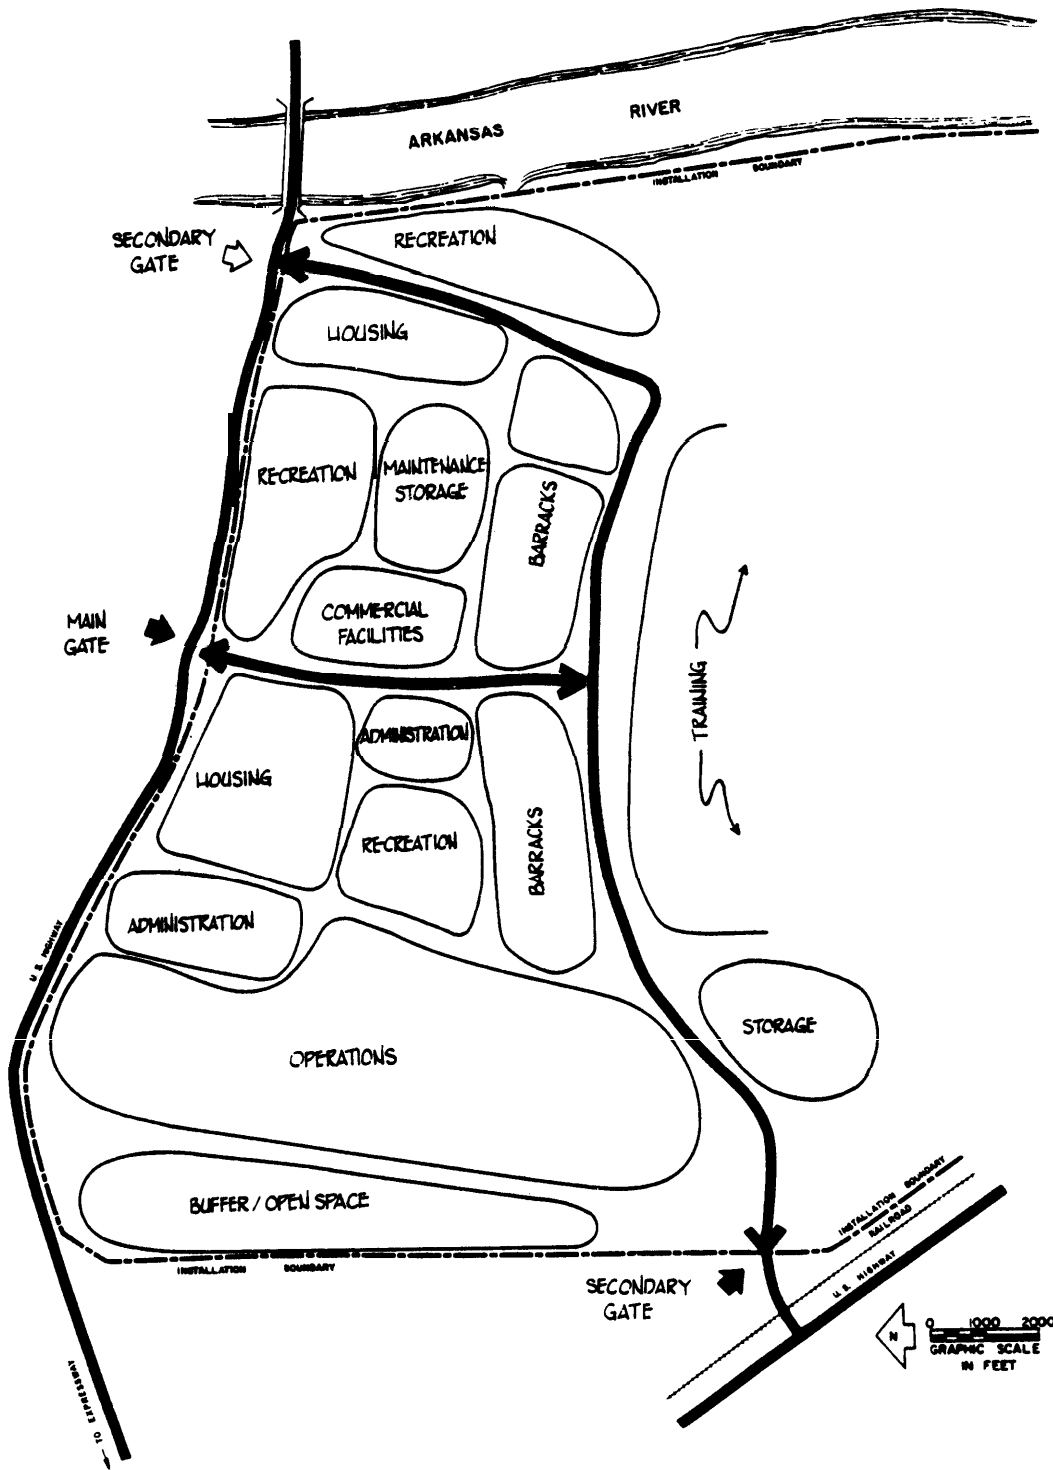 ARKANSAS RIVER
INSTALLATION BOUNDARY
SECONDARY
GATE
RECREATION
HOUSING
RECREATION
MAINTENANCE
STORAGE
BARRACKS
MAIN
GATE
COMMERCIAL
FACILITIES
TRAINING
ADMINISTRATION
HOUSING
RECREATION
BARRACKS
ADMINISTRATION
U.S. HIGHWAY
STORAGE
OPERATIONS
BUFFER / OPEN SPACE
INSTALLATION BOUNDARY
INSTALLATION BOUNDARY
RAILROAD
U.S. HIGHWAY
SECONDARY
GATE
N
0 1000 2000
GRAPHIC SCALE
IN FEET
TO EXPRESSWAY